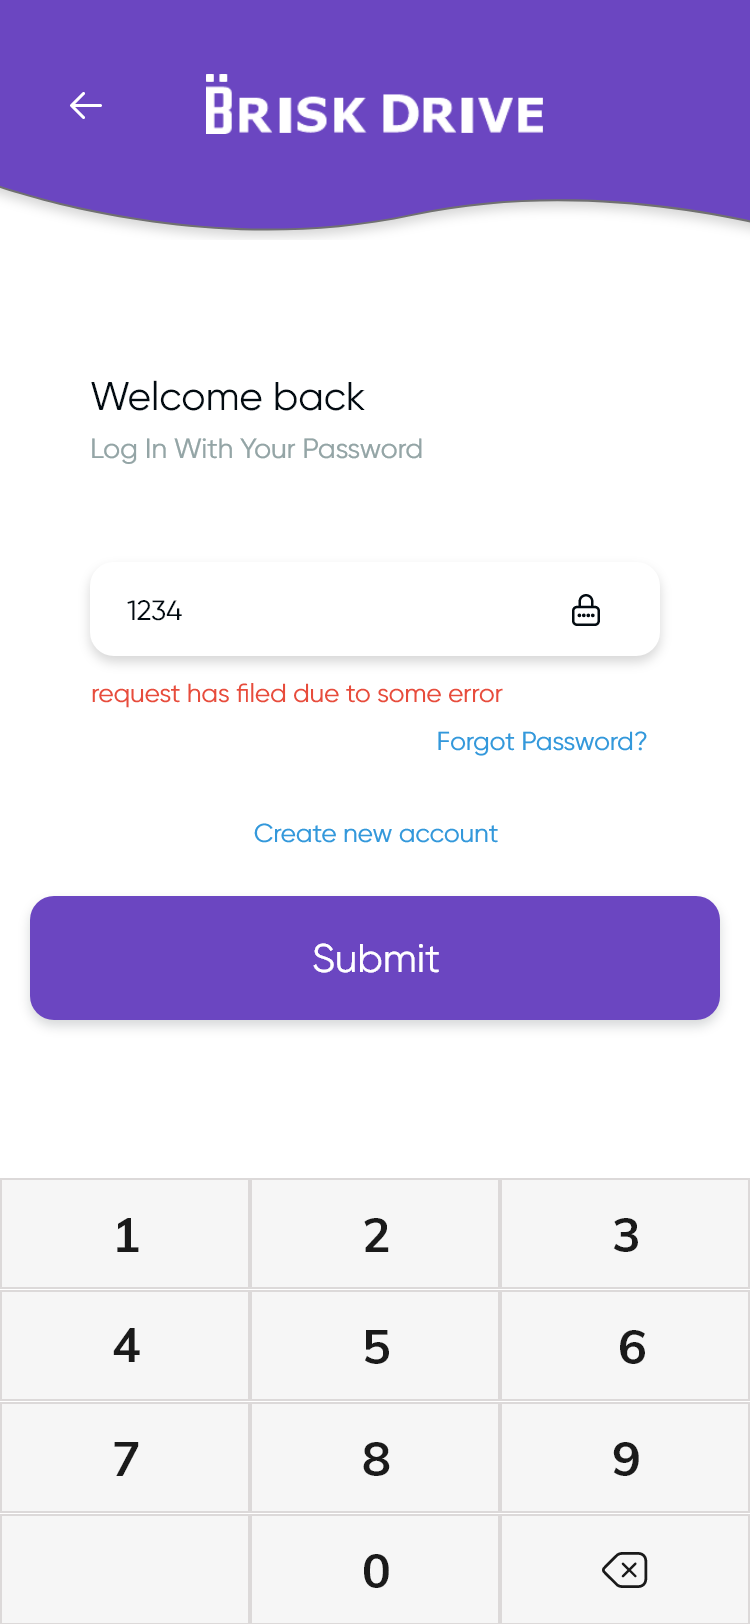 BRISK DRIVE
Welcome back
Log In With Your Password
1234
request has filed due to some error
Forgot Password?
Create new account
Submit
1 2 3
4 5 6
7 8 9
0